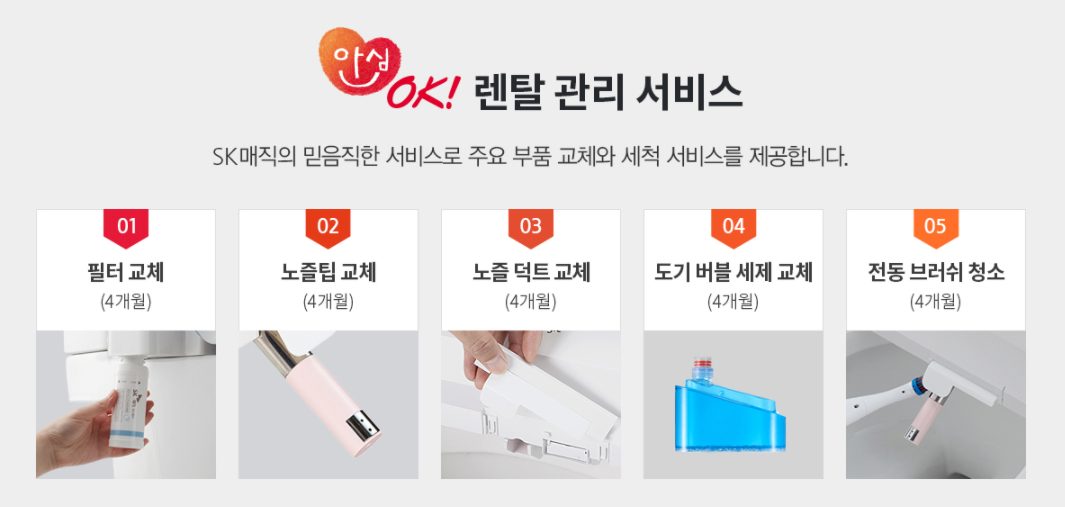 안심
OK! 렌탈 관리 서비스
SK매직의 믿음직한 서비스로 주요 부품 교체와 세척 서비스를 제공합니다.
01
필터 교체
(4개월)
02
노즐팁 교체
(4개월)
03
노즐 덕트 교체
(4개월)
04
도기 버블 세제 교체
(4개월)
05
전동 브러쉬 청소
(4개월)